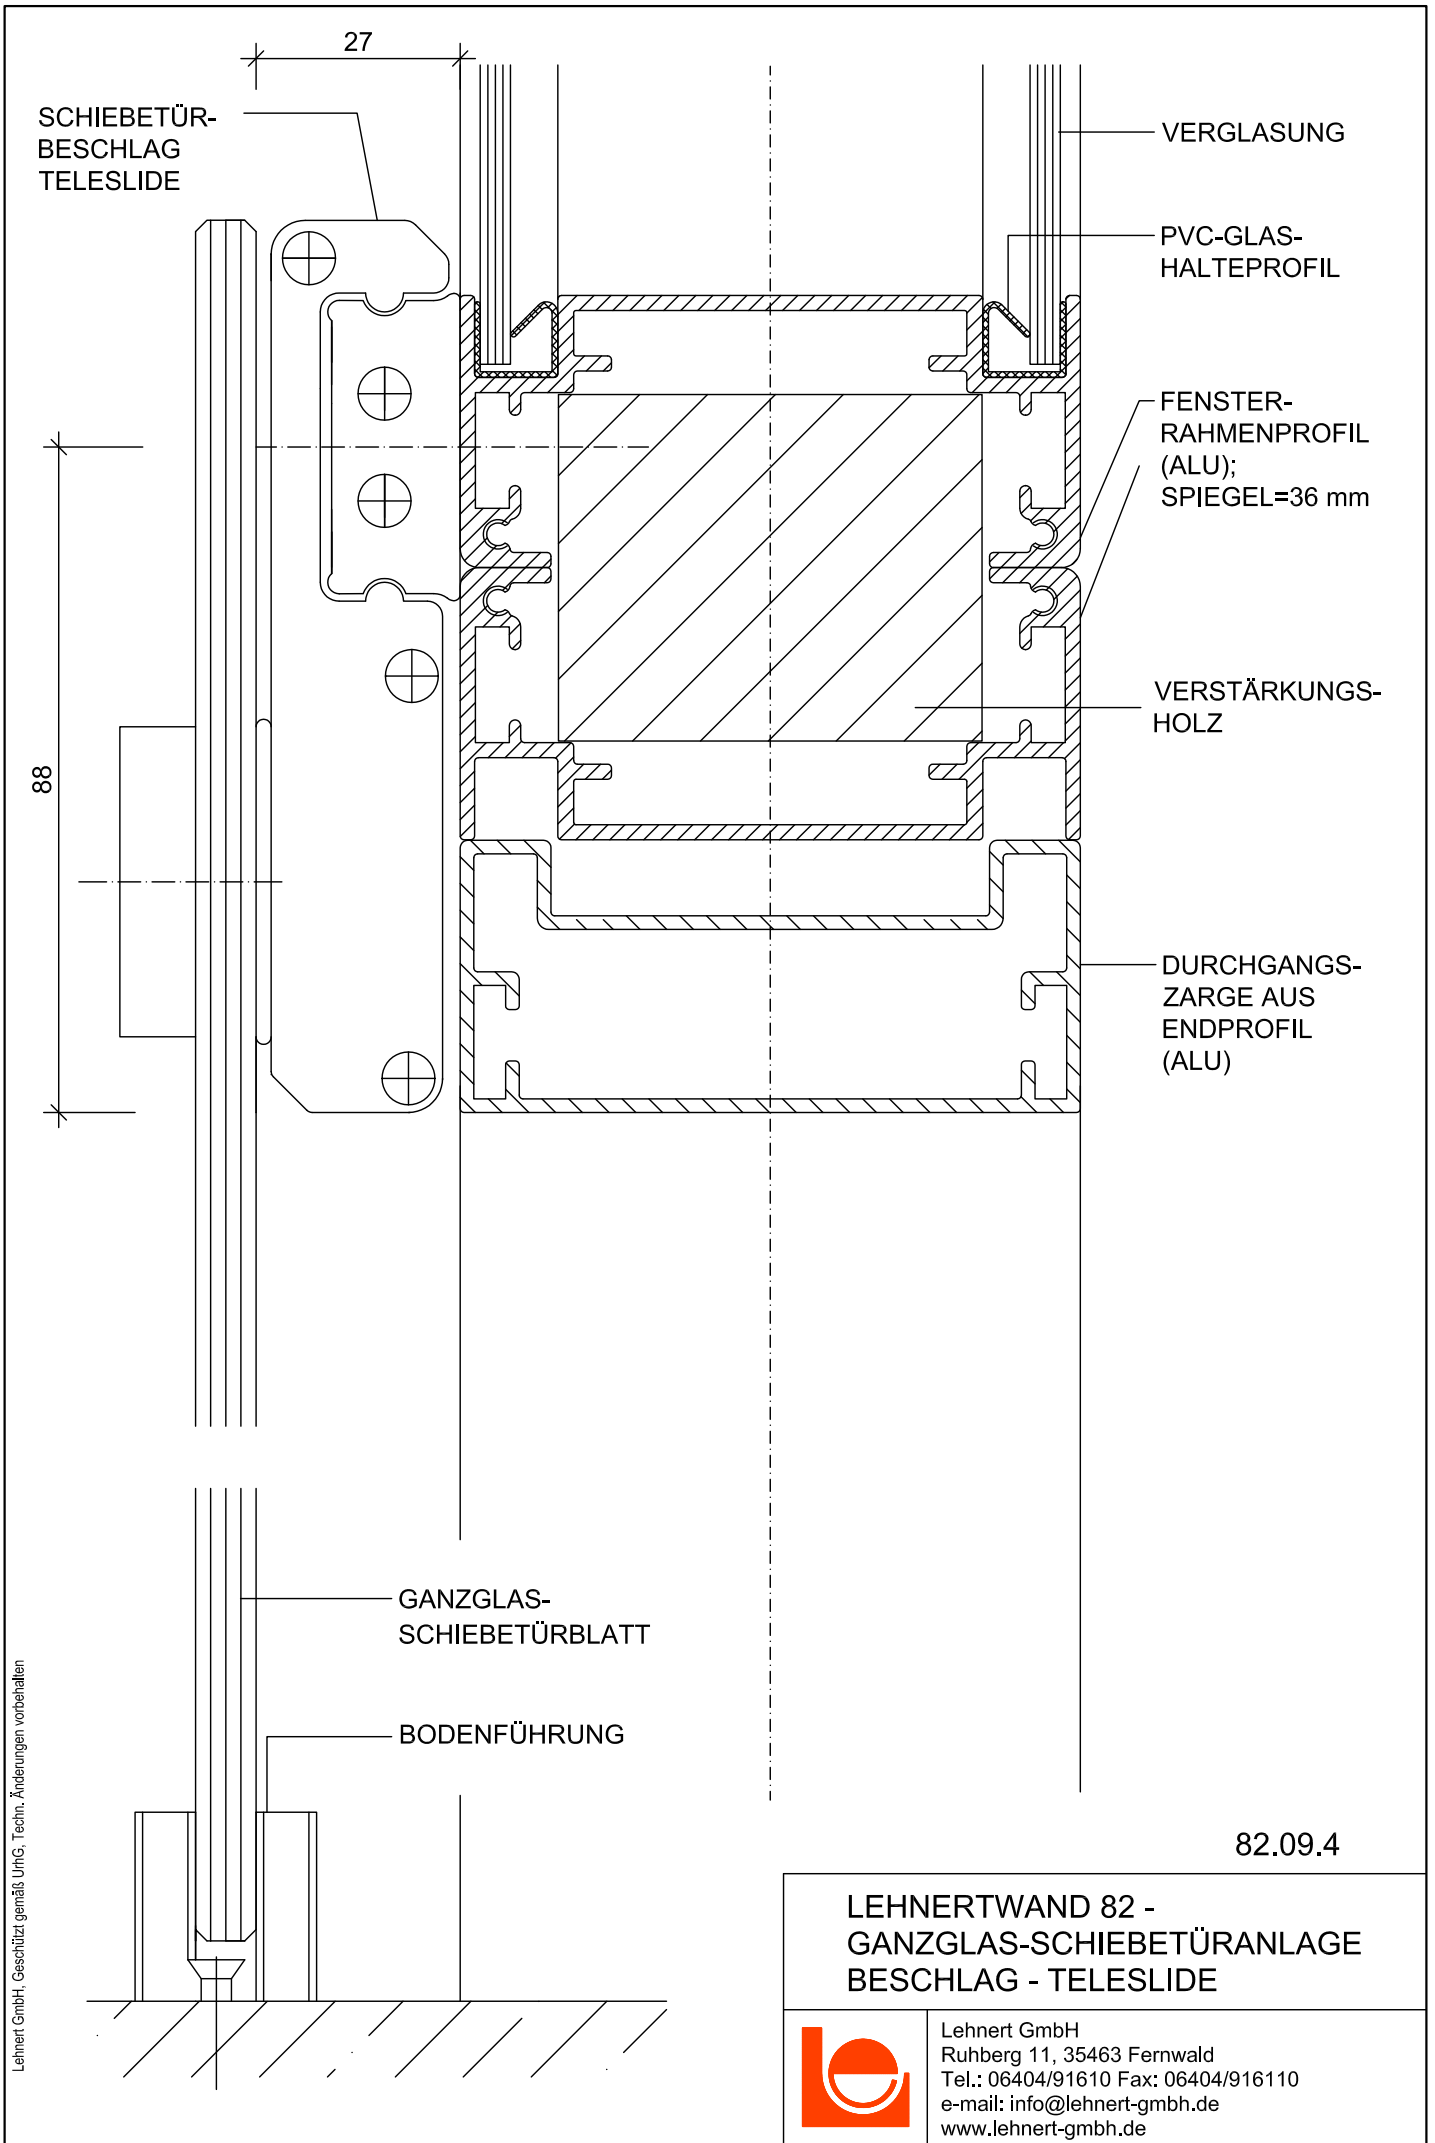 27
SCHIEBETÜR-
BESCHLAG
TELESLIDE
VERGLASUNG
PVC-GLAS-
HALTEPROFIL
FENSTER-
RAHMENPROFIL
(ALU);
SPIEGEL=36 mm
VERSTÄRKUNGS-
HOLZ
88
DURCHGANGS-
ZARGE AUS
ENDPROFIL
(ALU)
GANZGLAS-
SCHIEBETÜRBLATT
BODENFÜHRUNG
Lehnert GmbH, Geschützt gemäß UrhG, Techn. Änderungen vorbehalten
82.09.4
LEHNERTWAND 82 -
GANZGLAS-SCHIEBETÜRANLAGE
BESCHLAG - TELESLIDE
Lehnert GmbH
Ruhberg 11, 35463 Fernwald
Tel.: 06404/91610 Fax: 06404/916110
e-mail: info@lehnert-gmbh.de
www.lehnert-gmbh.de